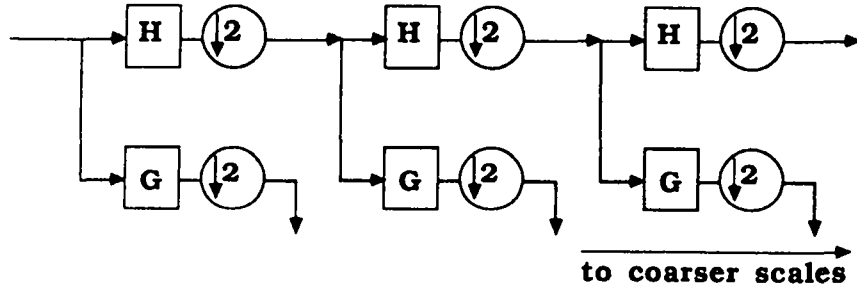 H ↓2 H ↓2 H ↓2
G ↓2 G ↓2 G ↓2
to coarser scales